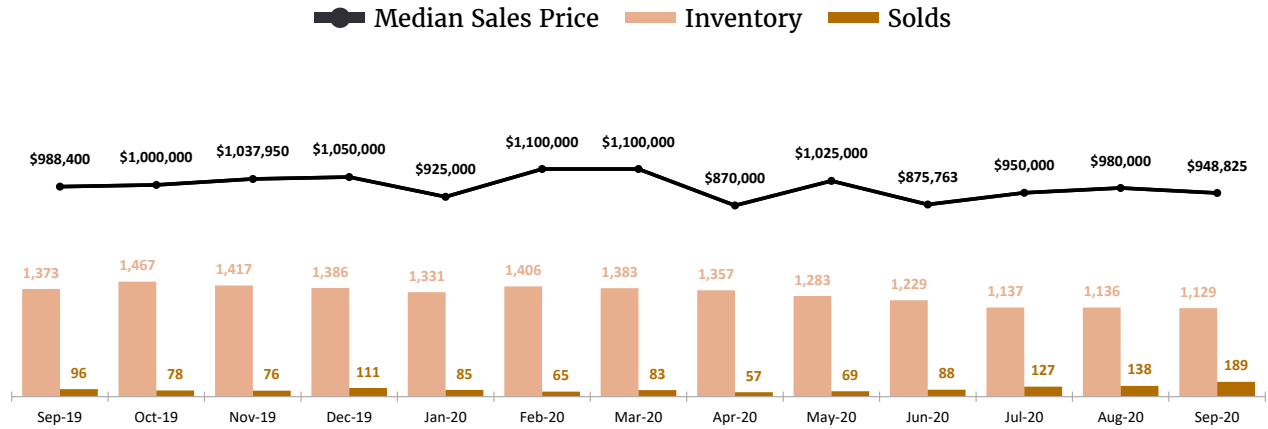 Median Sales Price Inventory Solds
$988,400 $1,000,000 $1,037,950 $1,050,000 $925,000 $1,100,000 $1,100,000 $870,000 $1,025,000 $875,763 $950,000 $980,000 $948,825
1,373 1,467 1,417 1,386 1,331 1,406 1,383 1,357 1,283 1,229 1,137 1,136 1,129
96 78 76 111 85 65 83 57 69 88 127 138 189
Sep-19 Oct-19 Nov-19 Dec-19 Jan-20 Feb-20 Mar-20 Apr-20 May-20 Jun-20 Jul-20 Aug-20 Sep-20